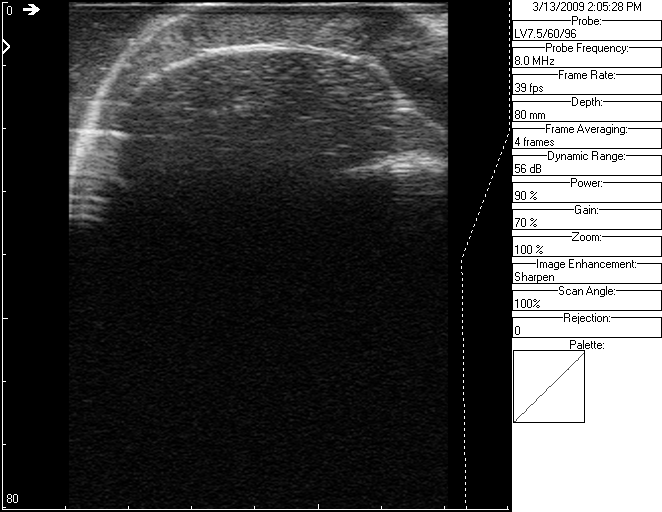 0
80
3/13/2009 2:05:28 PM
Probe:
LV7.5/60/96
Probe Frequency:
8.0 MHz
Frame Rate:
39 fps
Depth:
80 mm
Frame Averaging:
4 frames
Dynamic Range:
56 dB
Power:
90 %
Gain:
70 %
Zoom:
100 %
Image Enhancement:
Sharpen
Scan Angle:
100%
Rejection:
0
Palette: